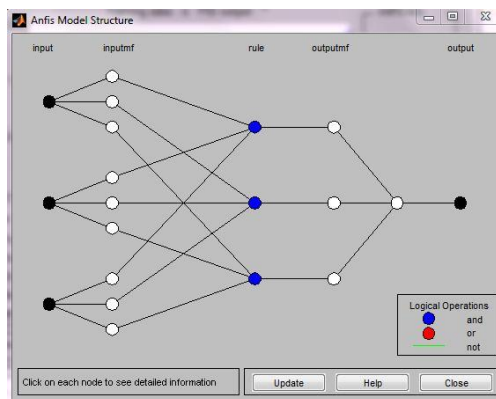 Anfis Model Structure
input inputmf rule outputmf output
Logical Operations
and
or
not
Click on each node to see detailed information
Update Help Close